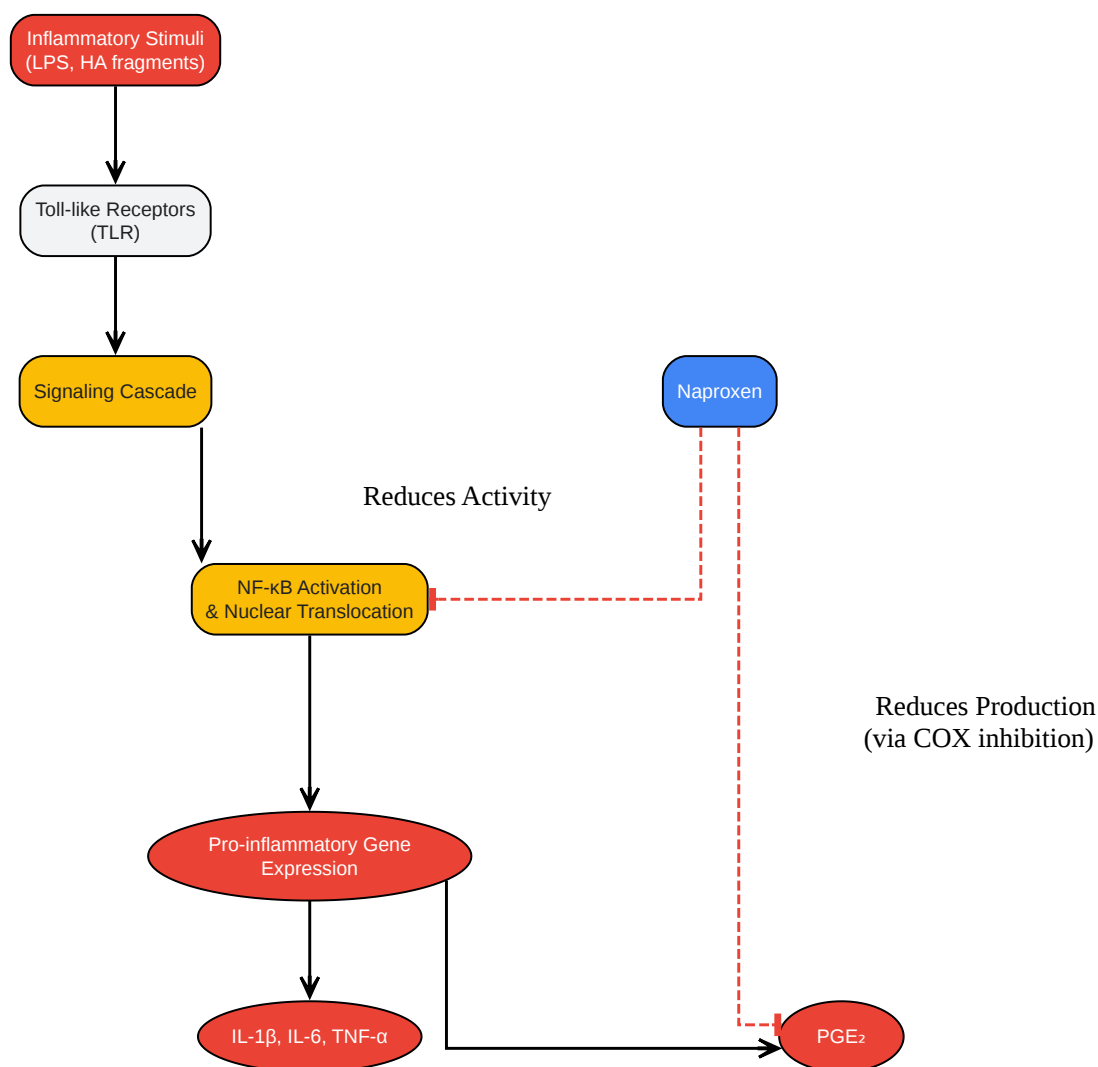 Inflammatory Stimuli
(LPS, HA fragments)
Toll-like Receptors
(TLR)
Signaling Cascade
Naproxen
Reduces Activity
NF-κB Activation
& Nuclear Translocation
Reduces Production
(via COX inhibition)
Pro-inflammatory Gene
Expression
IL-1β, IL-6, TNF-α
PGE₂